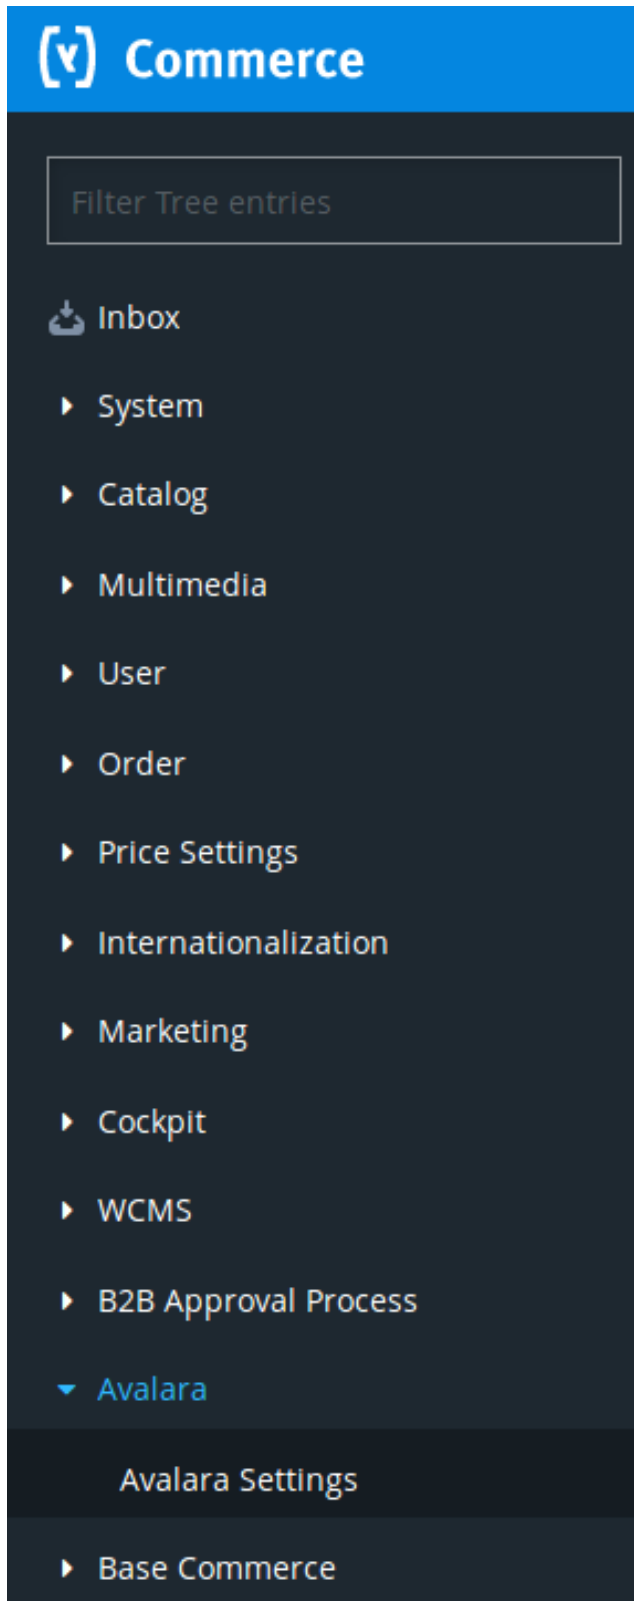 Commerce
Filter Tree entries
Inbox
System
Catalog
Multimedia
User
Order
Price Settings
Internationalization
Marketing
Cockpit
WCMS
B2B Approval Process
Avalara
Avalara Settings
Base Commerce